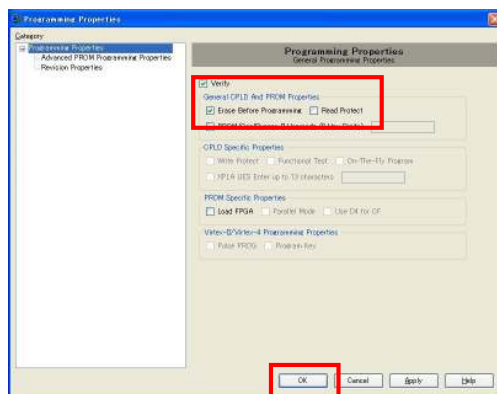 Programming Properties
Category
Programming Properties
Advanced PROM Programming Properties
Revision Properties
Programming Properties
General Programming Properties
Verify
General CPLD And PROM Properties
Erase Before Programming Read Protect
PROM
CPLD Specific Properties
Write Protect Functional Test On-The-Fly Program
XPLA UES Enter up to 13 characters
PROM Specific Properties
Load FPGA Parallel Mode Use D4 for CF
Virtex-II/Virtex-4 Programming Properties
Pulse PROG Program Key
OK Cancel Apply Help